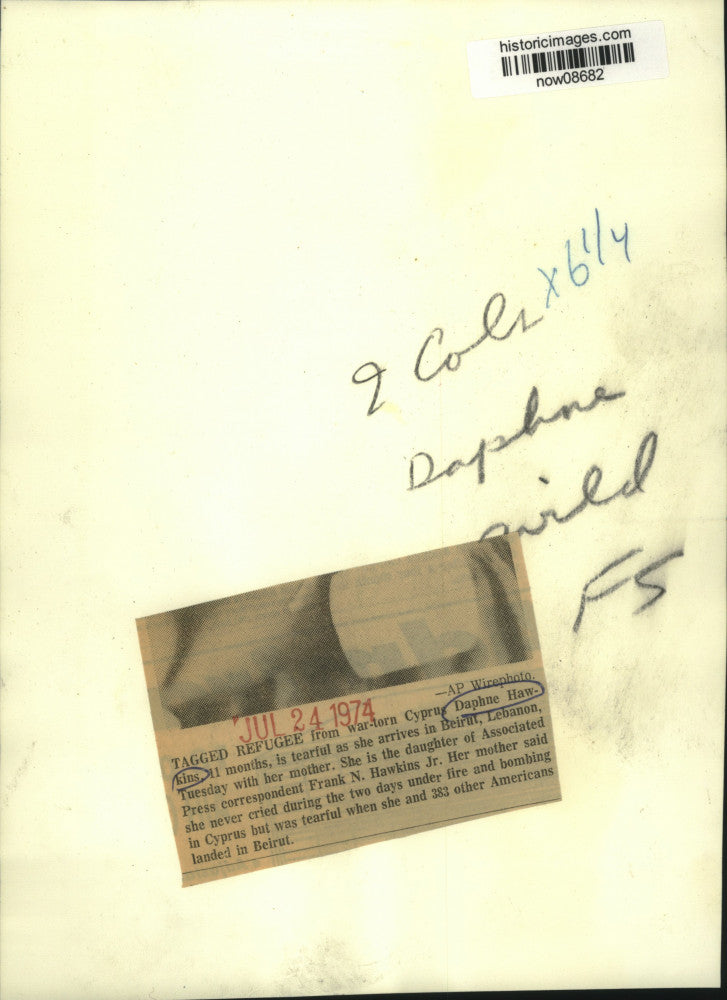 historicimages.com
now08682
x6 1/4
2 Cols
Daphne
FS
—AP Wirephoto.
JUL 24 1974
TAGGED REFUGEE from war-torn Cyprus Daphne Haw-
kins, 11 months, is tearful as she arrives in Beirut, Lebanon,
Tuesday with her mother. She is the daughter of Associated
Press correspondent Frank N. Hawkins Jr. Her mother said
she never cried during the two days under fire and bombing
in Cyprus but was tearful when she and 383 other Americans
landed in Beirut.